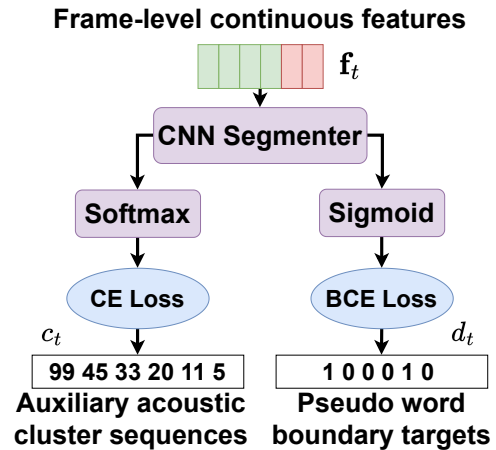 Frame-level continuous features
f_t
CNN Segmenter
Softmax
Sigmoid
CE Loss
BCE Loss
c_t
d_t
99 45 33 20 11 5
1 0 0 0 1 0
Auxiliary acoustic
cluster sequences
Pseudo word
boundary targets